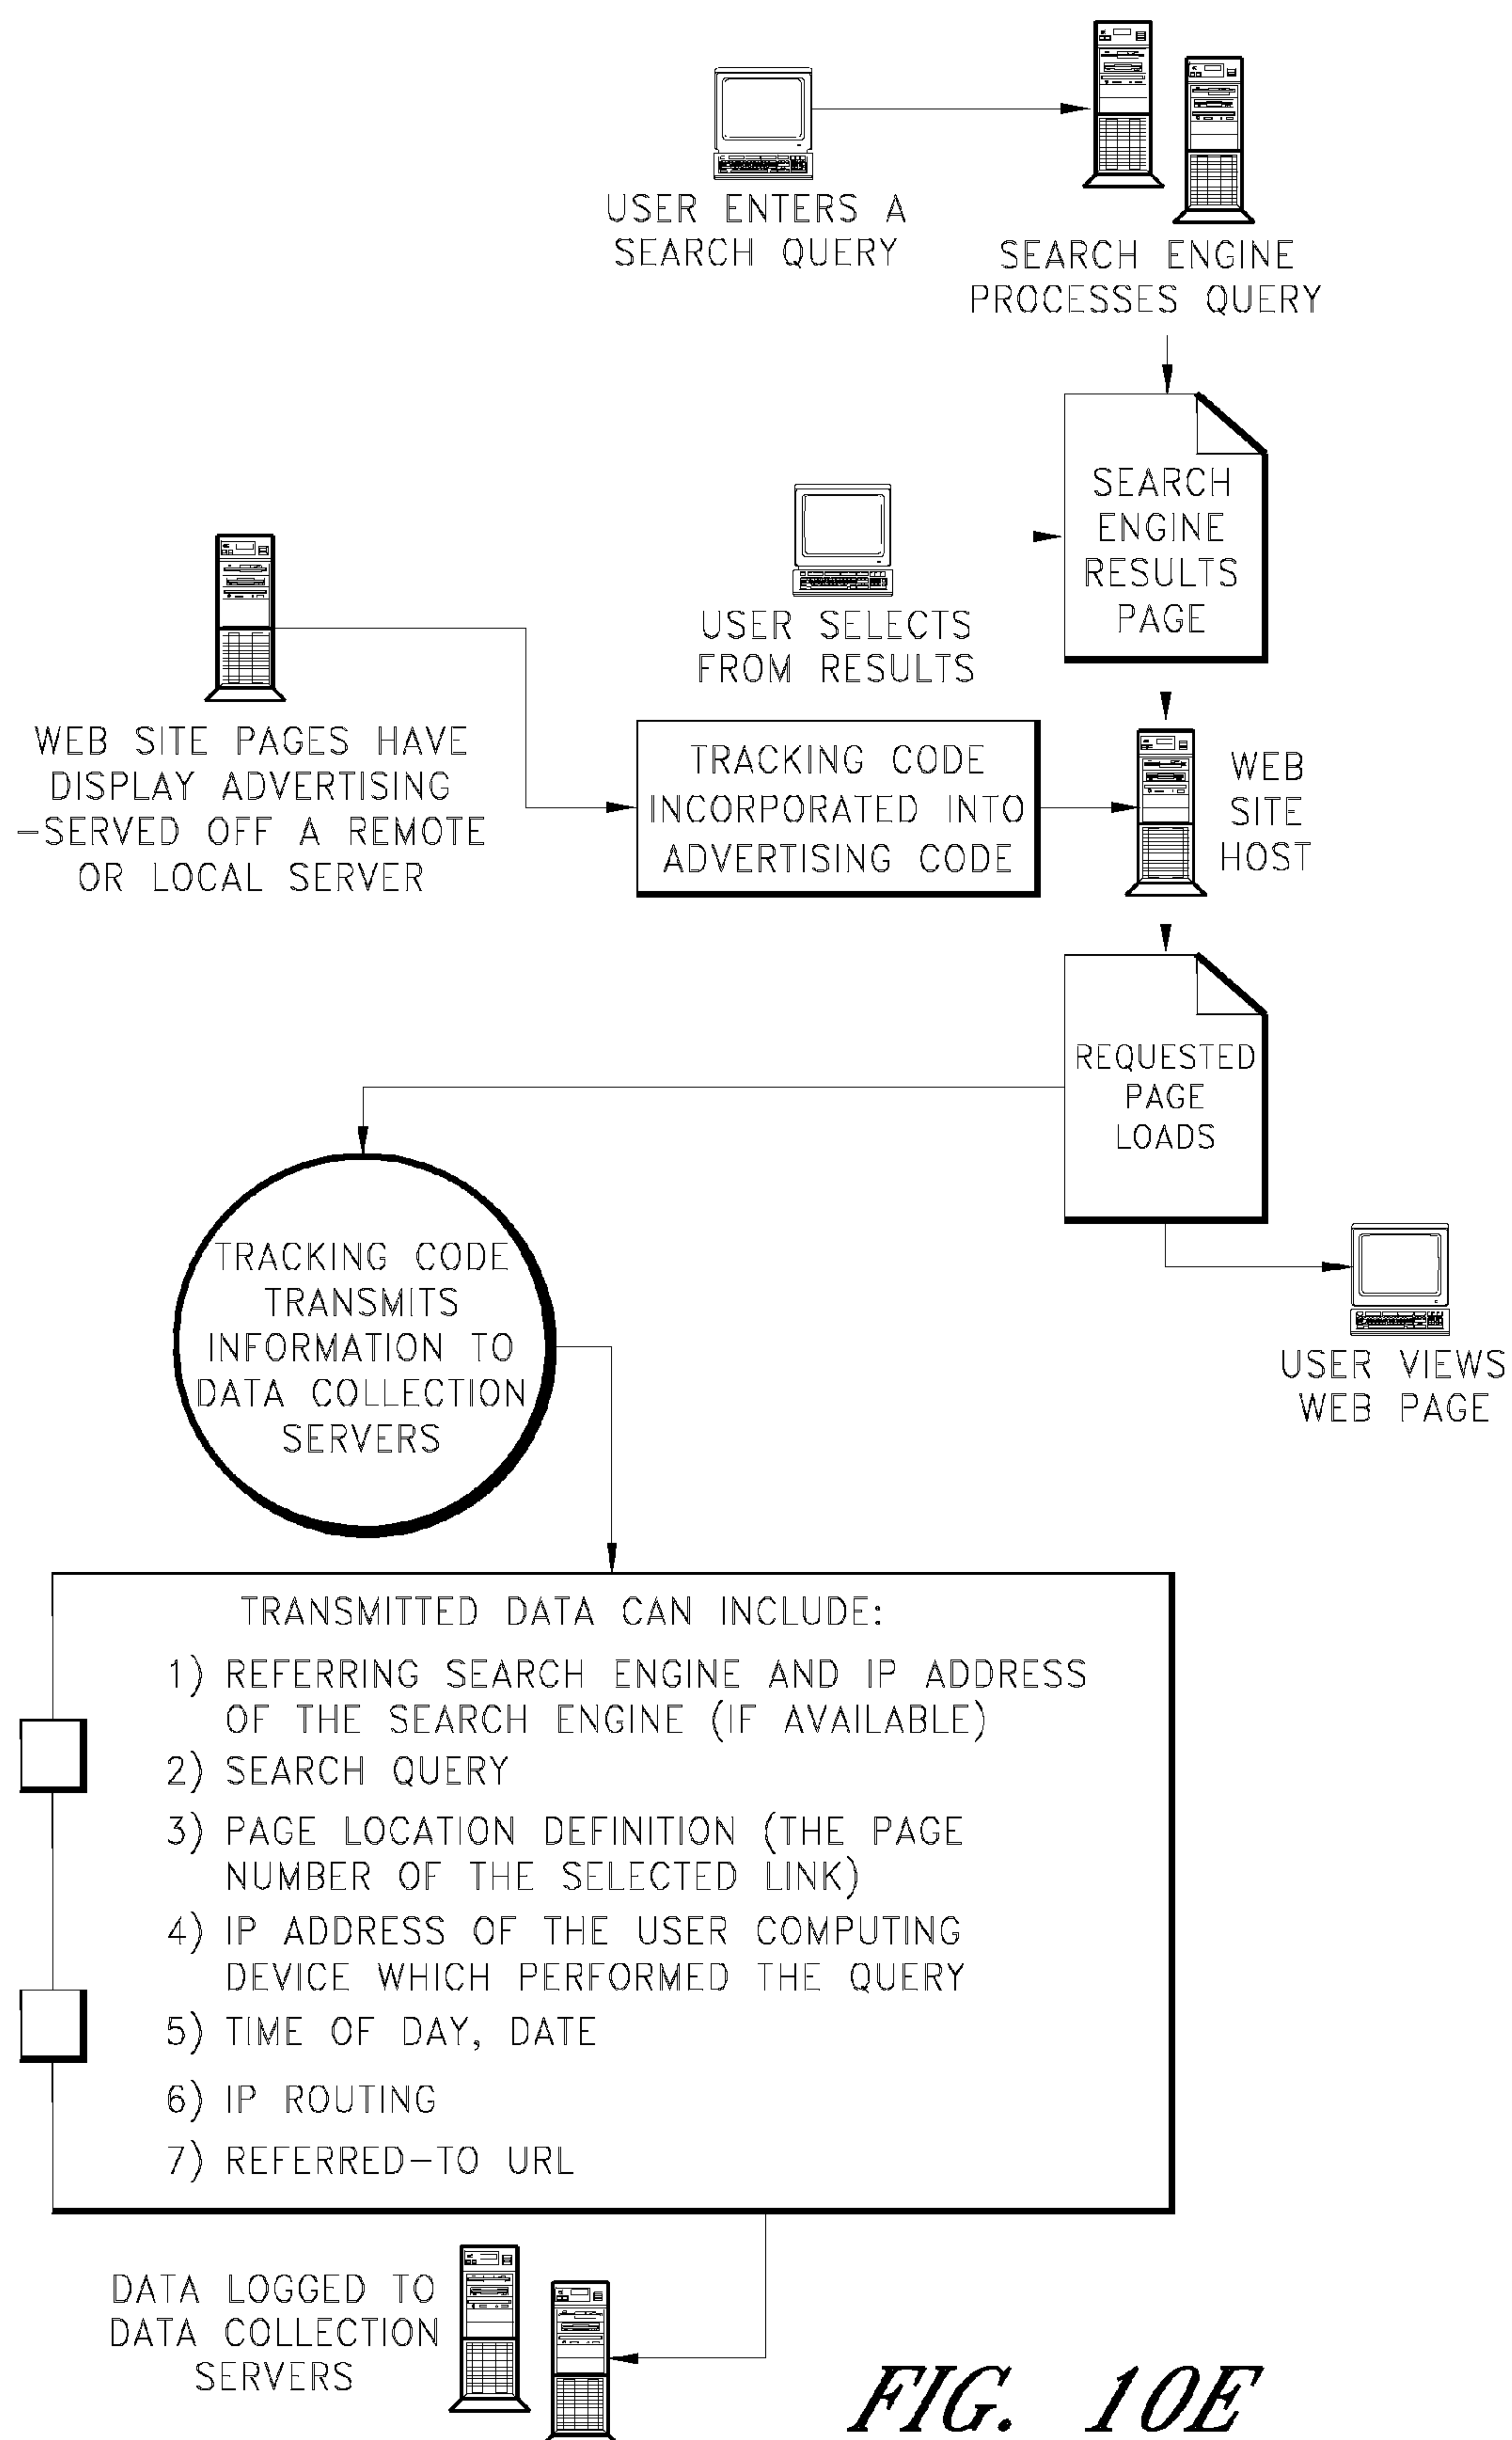 USER ENTERS A
SEARCH QUERY
SEARCH ENGINE
PROCESSES QUERY
SEARCH
ENGINE
RESULTS
PAGE
USER SELECTS
FROM RESULTS
WEB SITE PAGES HAVE
DISPLAY ADVERTISING
-SERVED OFF A REMOTE
OR LOCAL SERVER
TRACKING CODE
INCORPORATED INTO
ADVERTISING CODE
WEB
SITE
HOST
REQUESTED
PAGE
LOADS
TRACKING CODE
TRANSMITS
INFORMATION TO
DATA COLLECTION
SERVERS
USER VIEWS
WEB PAGE
TRANSMITTED DATA CAN INCLUDE:
1) REFERRING SEARCH ENGINE AND IP ADDRESS
OF THE SEARCH ENGINE (IF AVAILABLE)
2) SEARCH QUERY
3) PAGE LOCATION DEFINITION (THE PAGE
NUMBER OF THE SELECTED LINK)
4) IP ADDRESS OF THE USER COMPUTING
DEVICE WHICH PERFORMED THE QUERY
5) TIME OF DAY, DATE
6) IP ROUTING
7) REFERRED-TO URL
DATA LOGGED TO
DATA COLLECTION
SERVERS
FIG. 10E